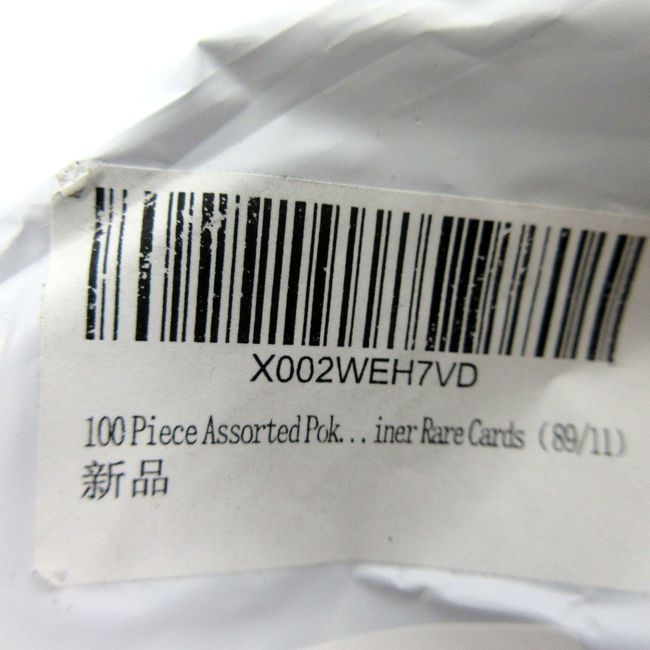 X002WEH7VD
100 Piece Assorted Pok... iner Rare Cards（89/11）
新品